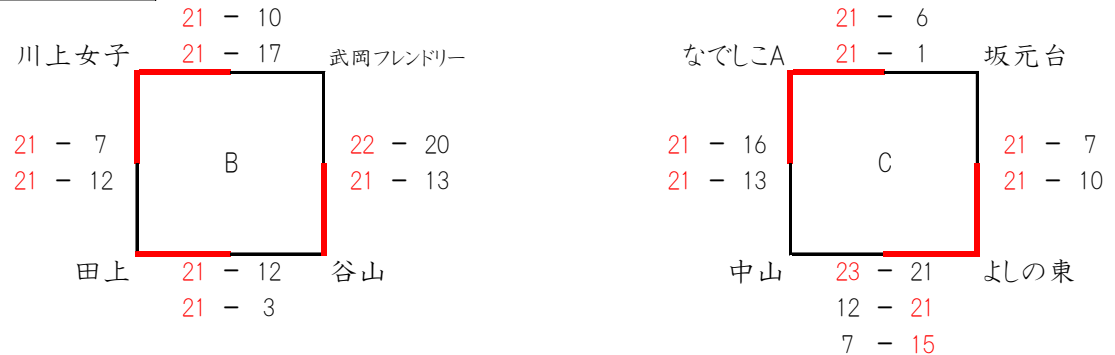 21 - 10
21 - 6
川上女子 21 - 17 武岡フレンドリー
なでしこA 21 - 1 坂元台
21 - 7
22 - 20
21 - 16
21 - 7
B
C
21 - 12
21 - 13
21 - 13
21 - 10
田上 21 - 12 谷山
中山 23 - 21 よしの東
21 - 3
12 - 21
7 - 15